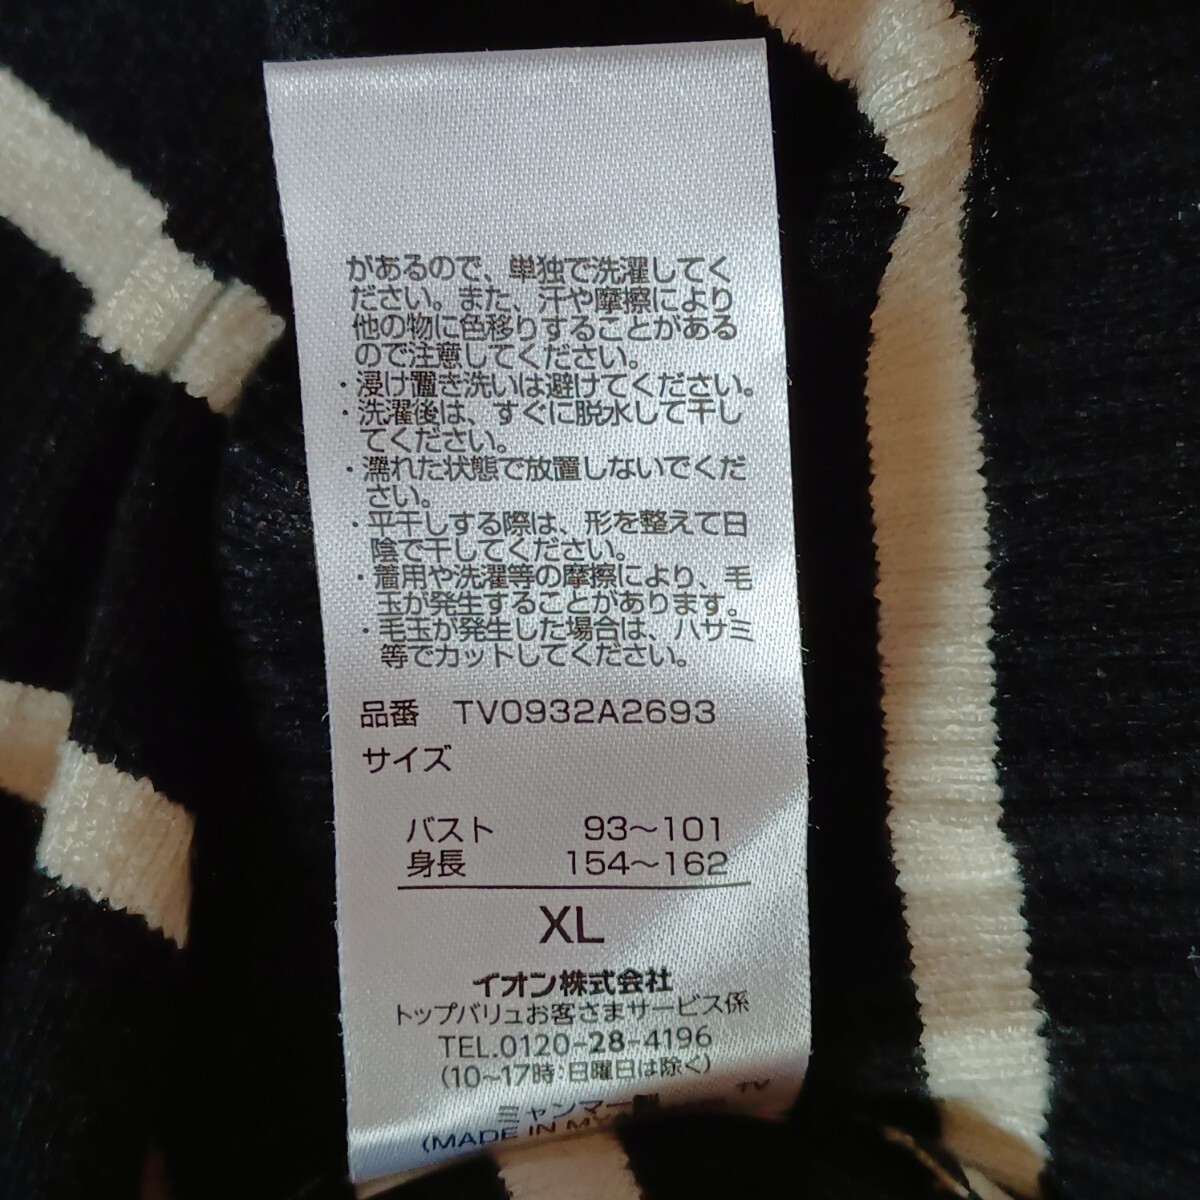 があるので、単独で洗濯してく
ださい。また、汗や摩擦により
他の物に色移りすることがある
ので注意してください。
・浸け置き洗いは避けてください。
・洗濯後は、すぐに脱水して干し
てください。
・濡れた状態で放置しないでくだ
さい。
・平干しする際は、形を整えて日
陰で干してください。
・着用や洗濯等の摩擦により、毛
玉が発生することがあります。
・毛玉が発生した場合は、ハサミ
等でカットしてください。
品番 TV0932A2693
サイズ
バスト 93～101
身長 154～162
XL
イオン株式会社
トップバリュお客さまサービス係
TEL.0120-28-4196
(10～17時:日曜日は除く)
TV
ミャンマー
(MADE IN